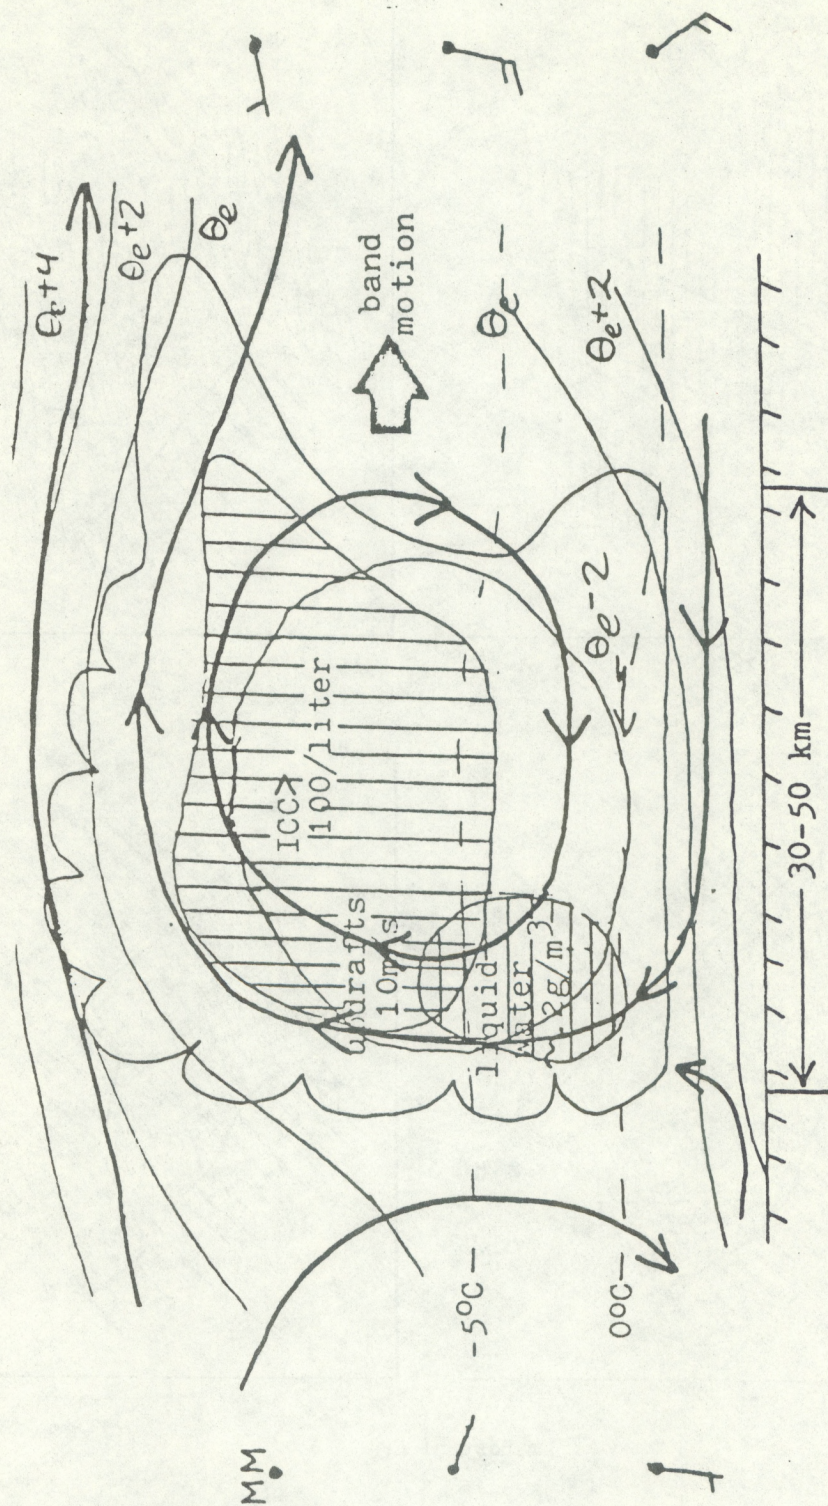 θe+4
θe+2
θe
band
motion
θe
θe+2
θe-2
ICC>
100/liter
updrafts
10m/s
liquid
water
~.2g/m³
-5°C
0°C
MM
30-50 km